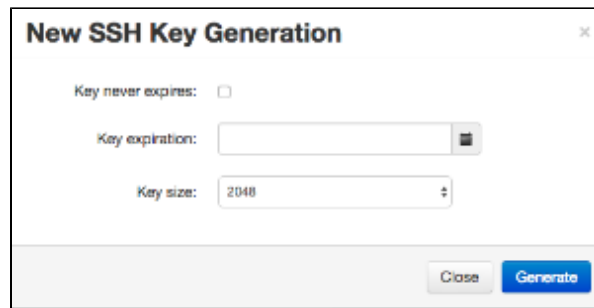 New SSH Key Generation ×
Key never expires:
Key expiration:
Key size: 2048
Close Generate